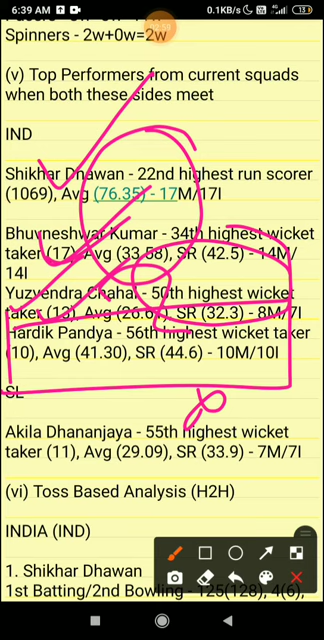 6:39 AM
0.1KB/s
4G
13
Spinners - 2w+0w=2w
(v) Top Performers from current squads
when both these sides meet
IND
Shikhar Dhawan - 22nd highest run scorer
(1069), Avg (76.35) - 17M/17I
Bhuvneshwar Kumar - 34th highest wicket
taker (17), Avg (33.58), SR (42.5) - 14M/
14I
Yuzvendra Chahal - 50th highest wicket
taker (13), Avg SR (32.3) - 8M/7I
Hardik Pandya - 56th highest wicket taker
(10), Avg (41.30), SR (44.6) - 10M/10I
SL
Akila Dhananjaya - 55th highest wicket
taker (11), Avg (29.09), SR (33.9) - 7M/7I
(vi) Toss Based Analysis (H2H)
INDIA (IND)
1. Shikhar Dhawan
1st Batting/2nd Bowling - 125(128), 4(6),